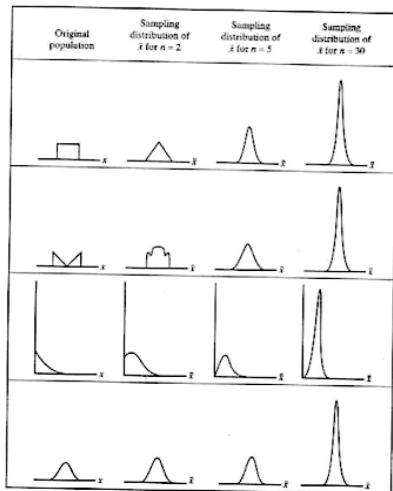 Original
population
Sampling
distribution of
x̄ for n = 2
Sampling
distribution of
x̄ for n = 5
Sampling
distribution of
x̄ for n = 30
x
x̄
x̄
x̄
x
x̄
x̄
x̄
x
x̄
x̄
x̄
x
x̄
x̄
x̄